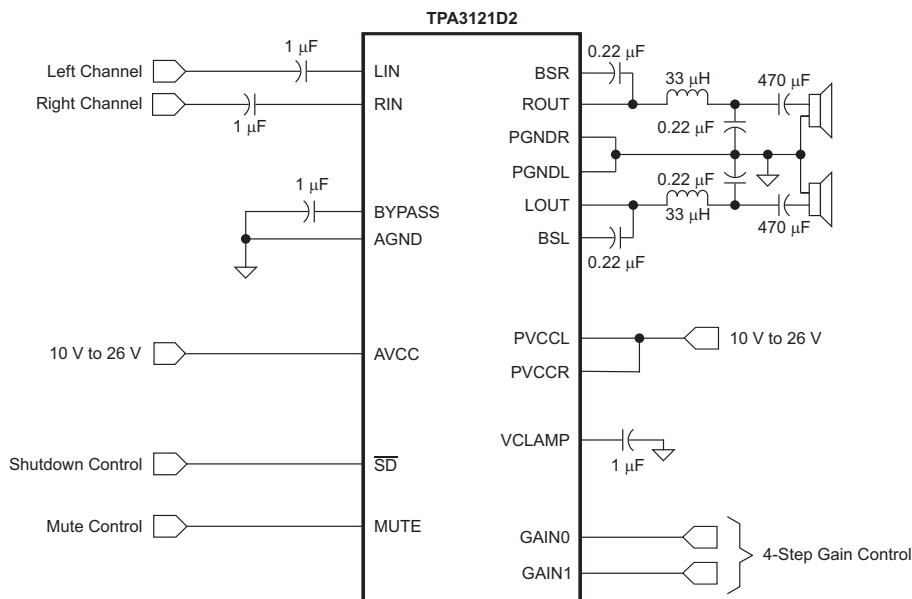 TPA3121D2
1 μF
Left Channel
LIN
Right Channel
RIN
1 μF
1 μF
BYPASS
AGND
10 V to 26 V
AVCC
Shutdown Control
SD
Mute Control
MUTE
0.22 μF
BSR
33 μH
470 μF
ROUT
0.22 μF
PGNDR
PGNDL
0.22 μF
LOUT
33 μH
470 μF
BSL
0.22 μF
PVCCL
10 V to 26 V
PVCCR
VCLAMP
1 μF
GAIN0
4-Step Gain Control
GAIN1